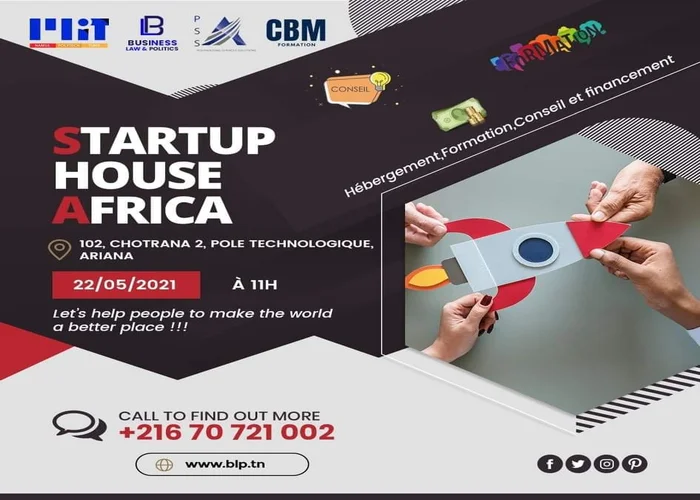 PLIT
BUSINESS
LAW & POLITICS
PSS
CBM
FORMATION
CONSEIL
FORMATION
Hébergement,Formation,Conseil et financement
STARTUP
HOUSE
AFRICA
102, CHOTRANA 2, POLE TECHNOLOGIQUE,
ARIANA
22/05/2021
À 11H
Let's help people to make the world
a better place !!!
CALL TO FIND OUT MORE
+216 70 721 002
www.blp.tn